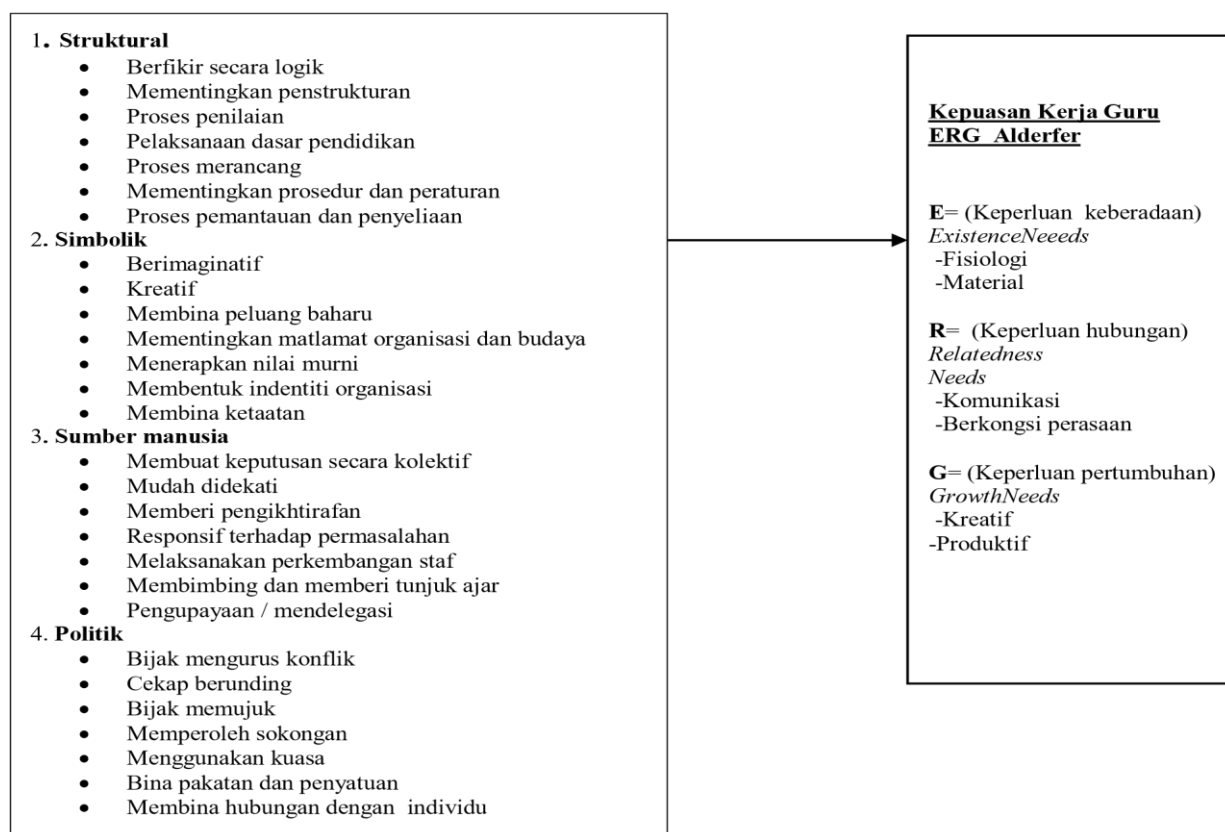 1. Struktural
• Berfikir secara logik
• Mementingkan penstrukturan
• Proses penilaian
• Pelaksanaan dasar pendidikan
• Proses merancang
• Mementingkan prosedur dan peraturan
• Proses pemantauan dan penyeliaan
2. Simbolik
• Berimaginatif
• Kreatif
• Membina peluang baharu
• Mementingkan matlamat organisasi dan budaya
• Menerapkan nilai murni
• Membentuk indentiti organisasi
• Membina ketaatan
3. Sumber manusia
• Membuat keputusan secara kolektif
• Mudah didekati
• Memberi pengikhtirafan
• Responsif terhadap permasalahan
• Melaksanakan perkembangan staf
• Membimbing dan memberi tunjuk ajar
• Pengupayaan / mendelegasi
4. Politik
• Bijak mengurus konflik
• Cekap berunding
• Bijak memujuk
• Memperoleh sokongan
• Menggunakan kuasa
• Bina pakatan dan penyatuan
• Membina hubungan dengan individu
Kepuasan Kerja Guru
ERG Alderfer
E= (Keperluan keberadaan)
ExistenceNeeeds
-Fisiologi
-Material
R= (Keperluan hubungan)
Relatedness
Needs
-Komunikasi
-Berkongsi perasaan
G= (Keperluan pertumbuhan)
GrowthNeeds
-Kreatif
-Produktif